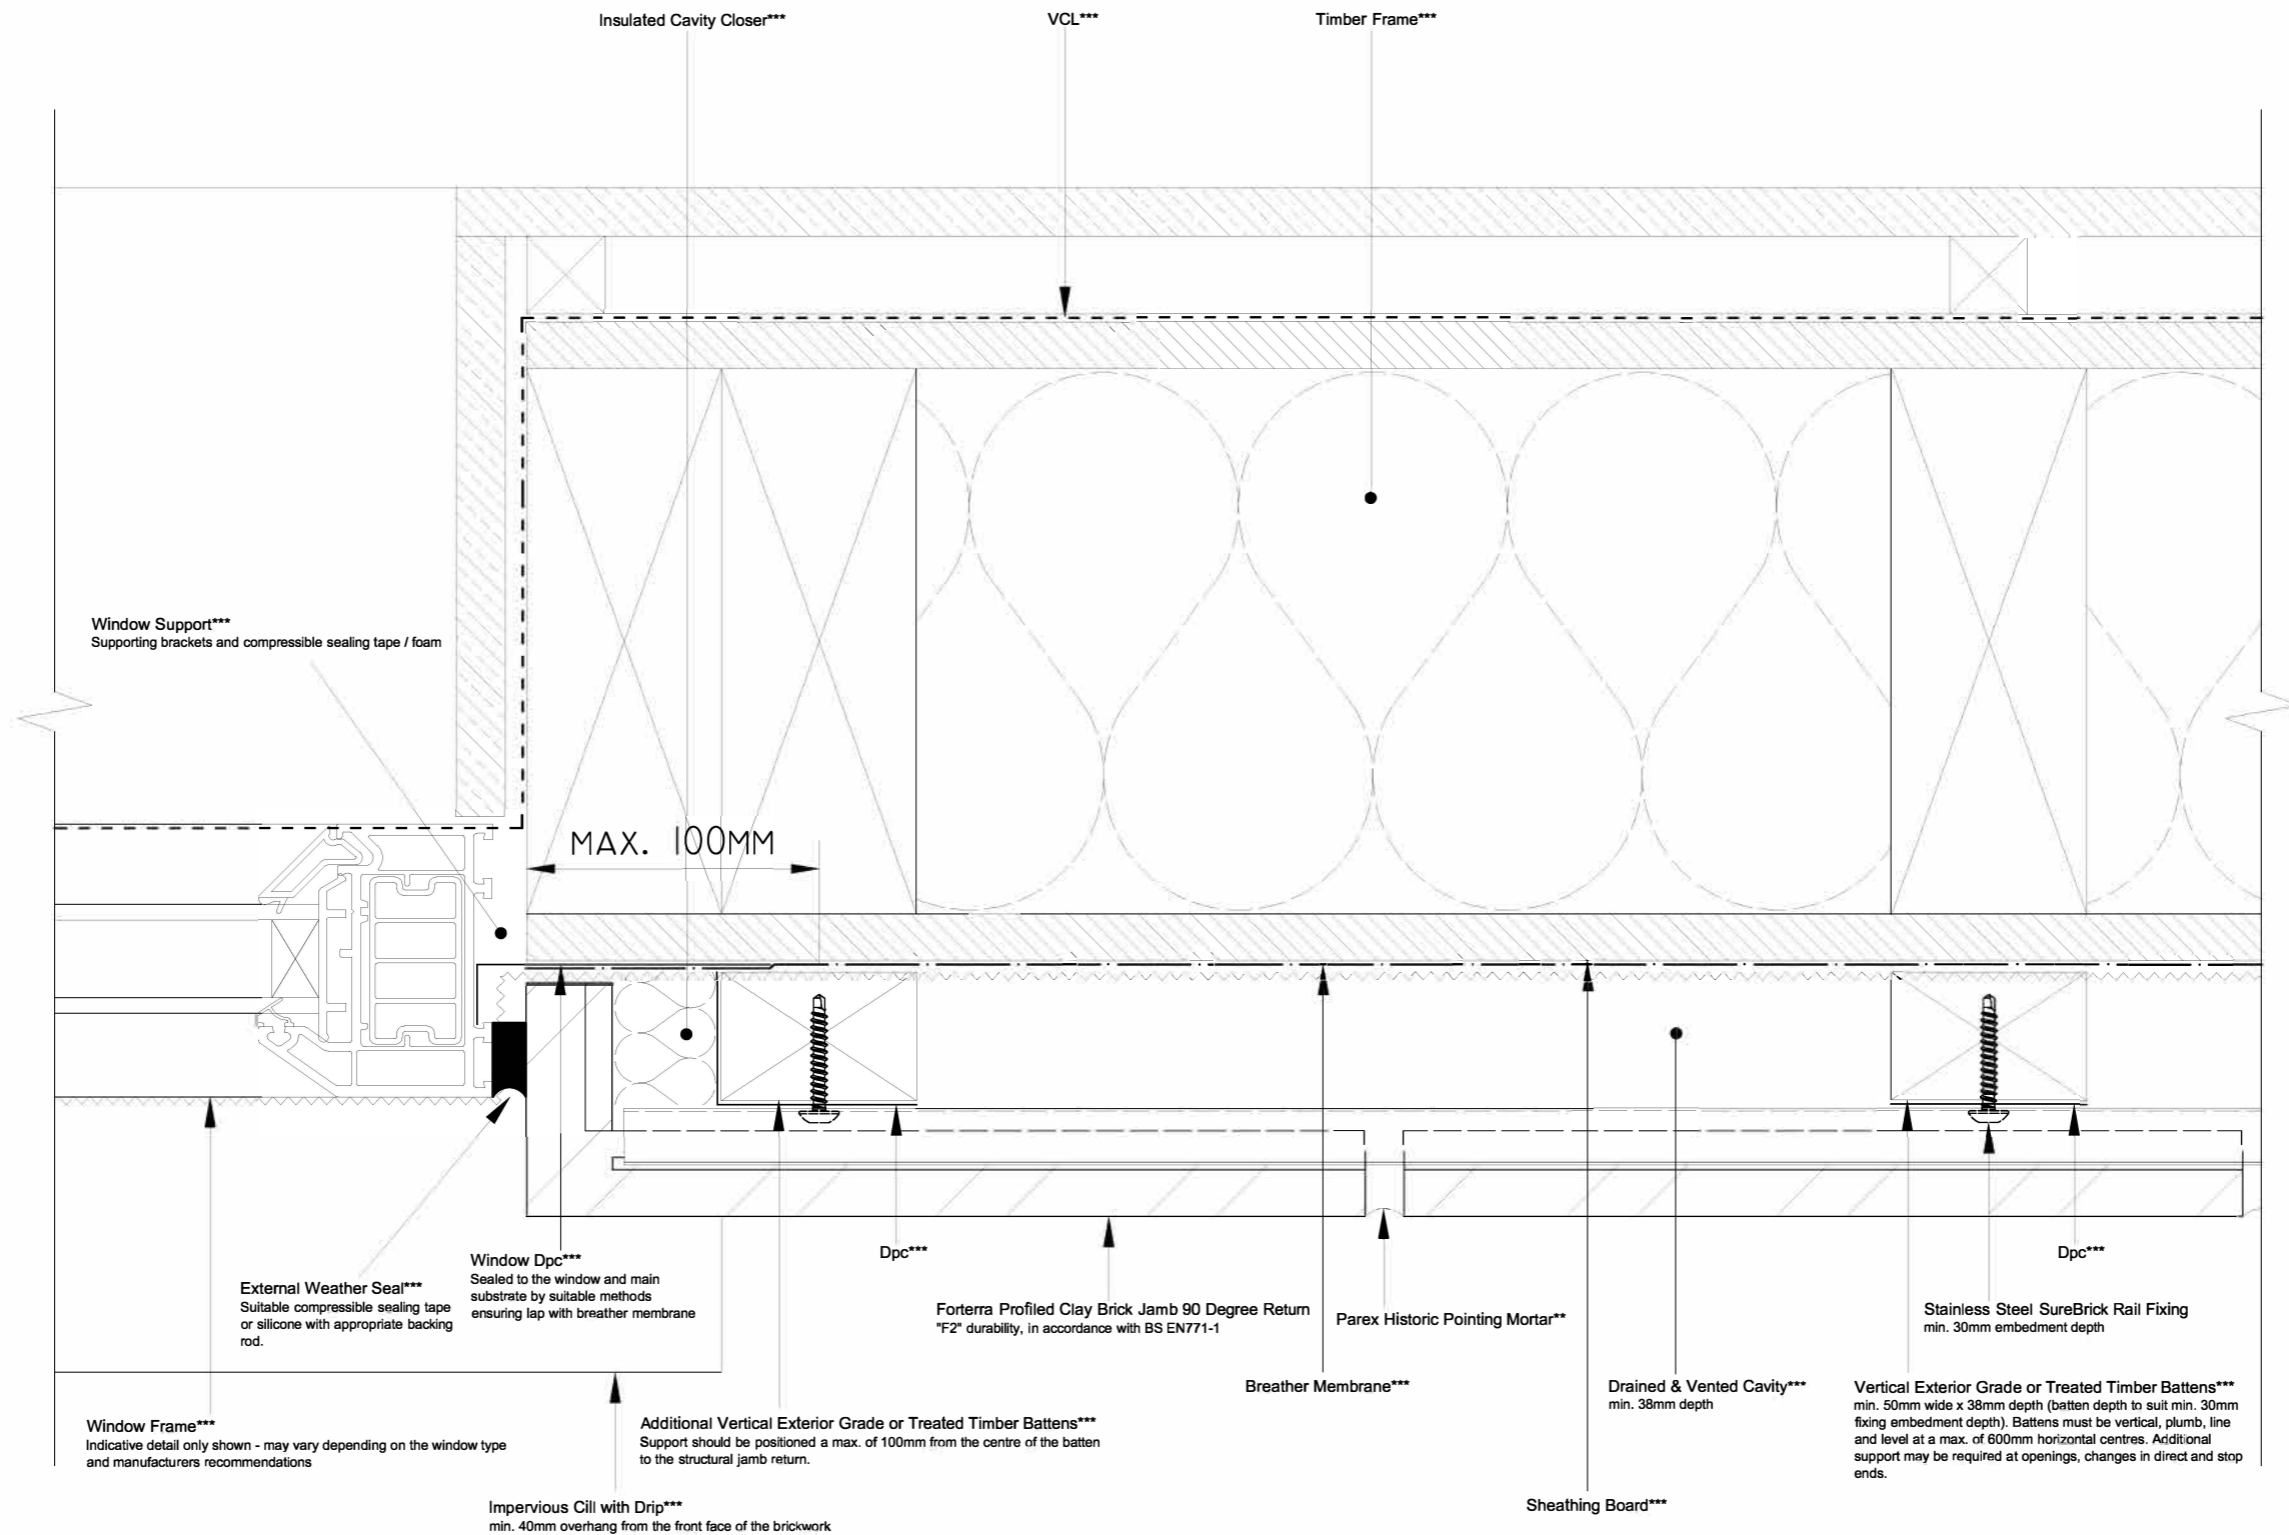 Insulated Cavity Closer***
VCL***
Timber Frame***
Window Support***
Supporting brackets and compressible sealing tape / foam
MAX. 100MM
Window Dpc***
Sealed to the window and main
substrate by suitable methods
ensuring lap with breather membrane
Dpc***
Dpc***
External Weather Seal***
Suitable compressible sealing tape
or silicone with appropriate backing
rod.
Forterra Profiled Clay Brick Jamb 90 Degree Return
"F2" durability, in accordance with BS EN771-1
Parex Historic Pointing Mortar**
Stainless Steel SureBrick Rail Fixing
min. 30mm embedment depth
Breather Membrane***
Drained & Vented Cavity***
min. 38mm depth
Vertical Exterior Grade or Treated Timber Battens***
min. 50mm wide x 38mm depth (batten depth to suit min. 30mm
fixing embedment depth). Battens must be vertical, plumb, line
and level at a max. of 600mm horizontal centres. Additional
support may be required at openings, changes in direct and stop
ends.
Window Frame***
Indicative detail only shown - may vary depending on the window type
and manufacturers recommendations
Additional Vertical Exterior Grade or Treated Timber Battens***
Support should be positioned a max. of 100mm from the centre of the batten
to the structural jamb return.
Impervious Cill with Drip***
min. 40mm overhang from the front face of the brickwork
Sheathing Board***